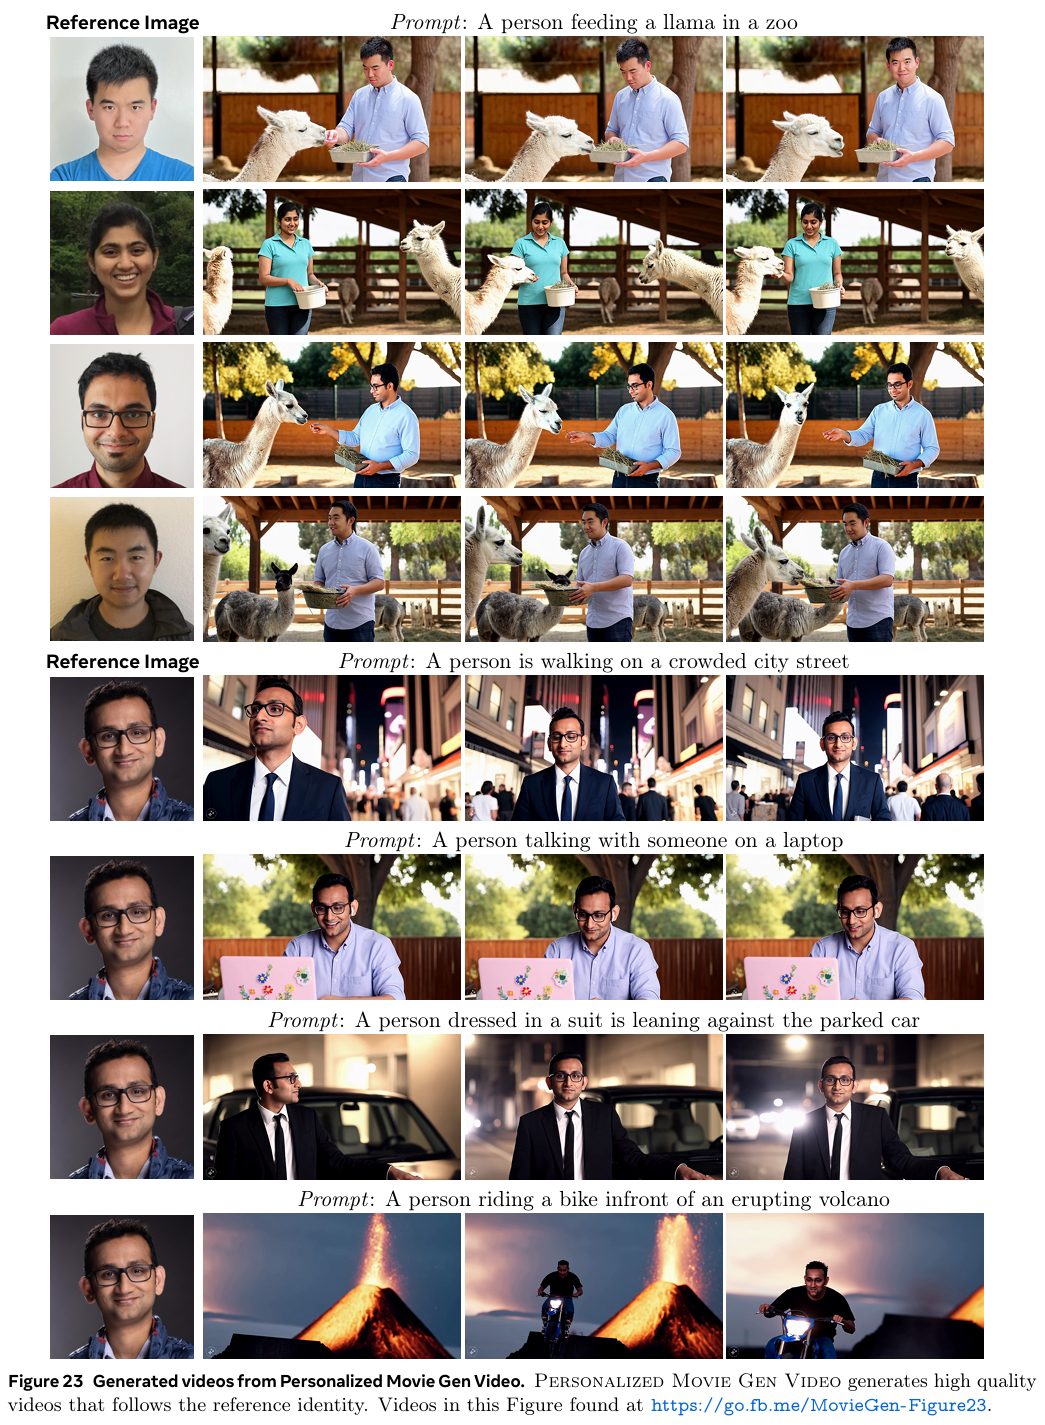 Reference Image
Prompt: A person feeding a llama in a zoo
Reference Image
Prompt: A person is walking on a crowded city street
Prompt: A person talking with someone on a laptop
Prompt: A person dressed in a suit is leaning against the parked car
Prompt: A person riding a bike infront of an erupting volcano
Figure 23 Generated videos from Personalized Movie Gen Video. PERSONALIZED MOVIE GEN VIDEO generates high quality
videos that follows the reference identity. Videos in this Figure found at https://go.fb.me/MovieGen-Figure23.